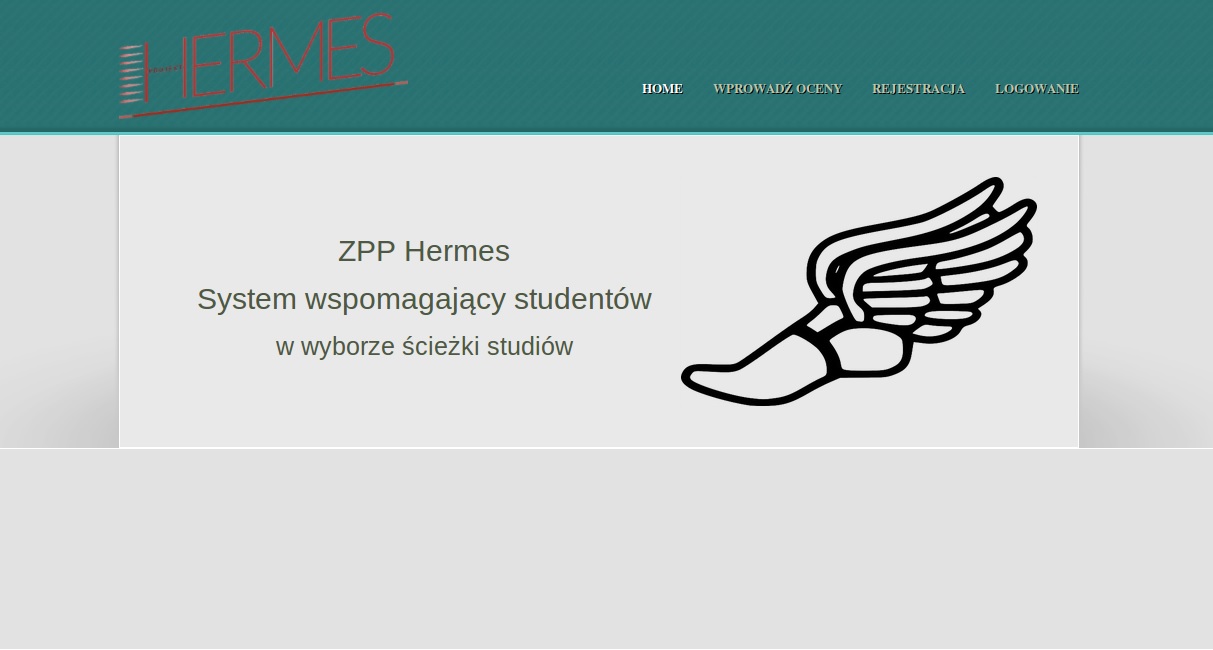 HERMES
HOME WPROWADŹ OCENY REJESTRACJA LOGOWANIE
ZPP Hermes
System wspomagający studentów
w wyborze ścieżki studiów